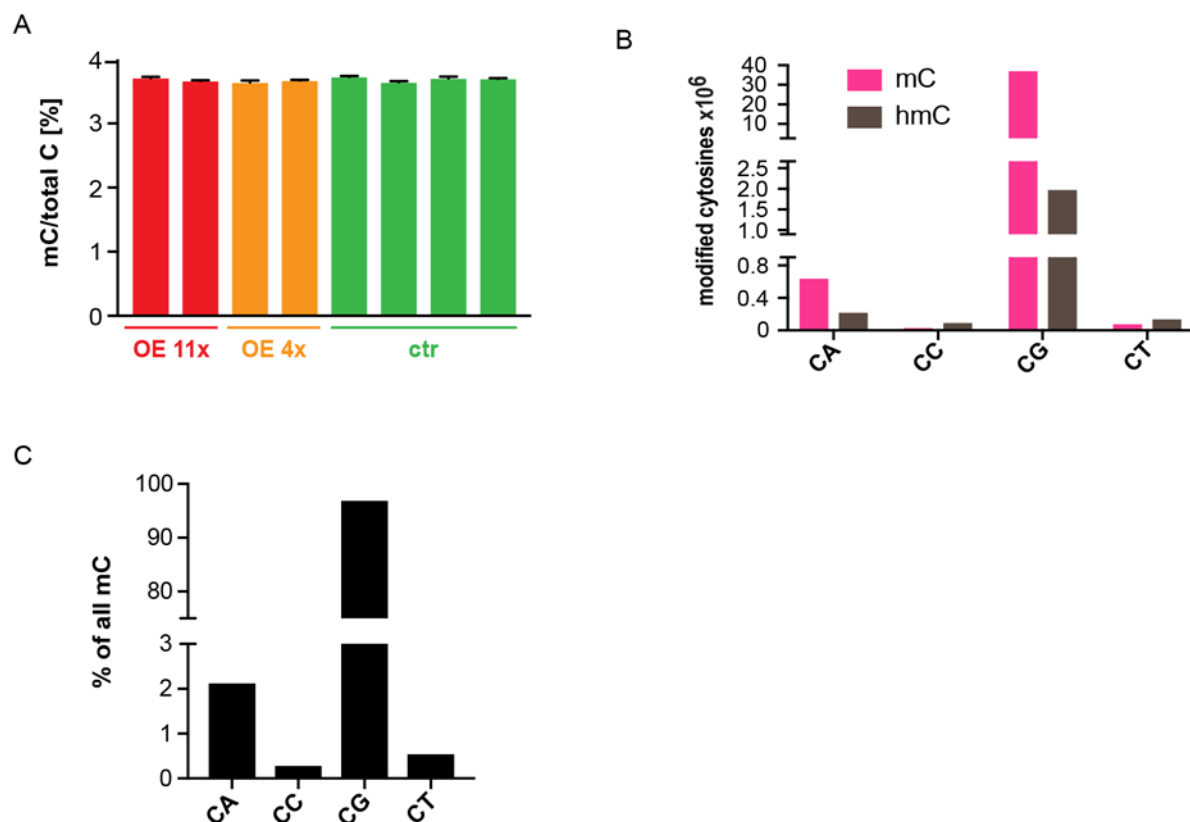 A
mC/total C [%]
4
3
2
1
0
OE 11x
OE 4x
ctr
B
modified cytosines x10⁶
40
30
20
10
2.5
2.0
1.5
1.0
0.8
0.4
0
mC
hmC
CA
CC
CG
CT
C
% of all mC
100
90
80
3
2
1
0
CA
CC
CG
CT